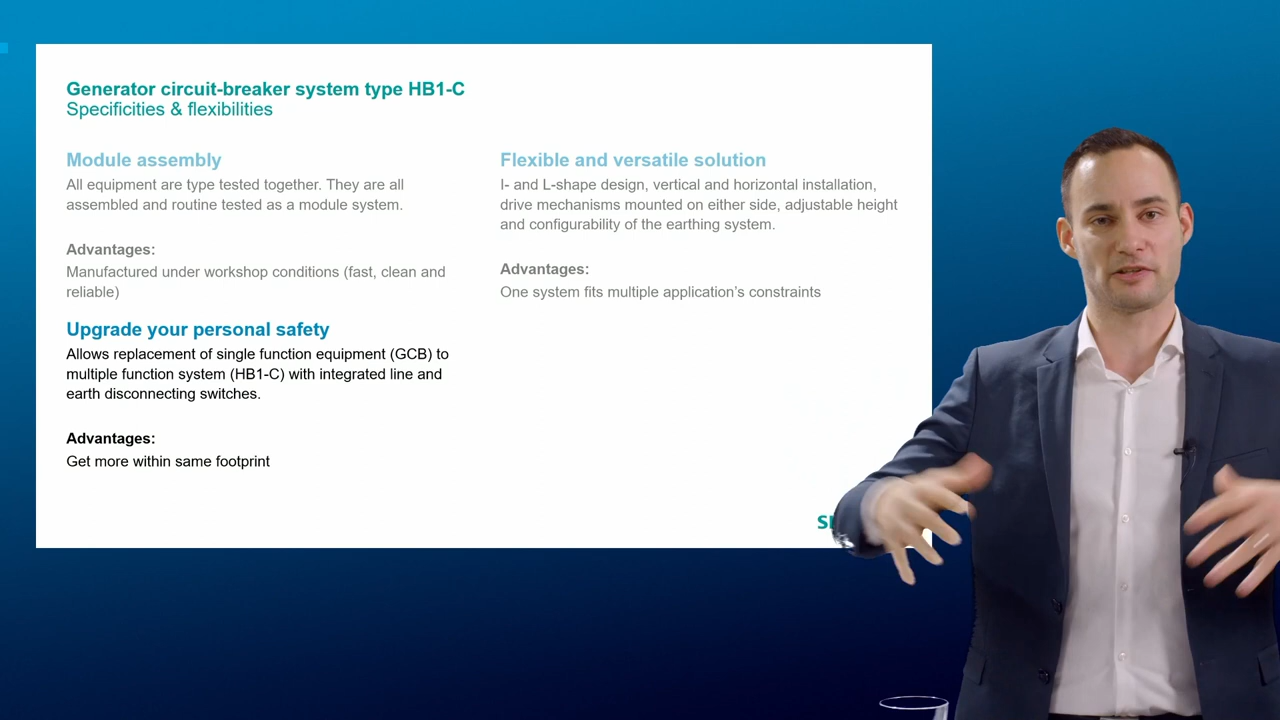 Generator circuit-breaker system type HB1-C
Specificities & flexibilities
Module assembly
All equipment are type tested together. They are all
assembled and routine tested as a module system.
Advantages:
Manufactured under workshop conditions (fast, clean and
reliable)
Upgrade your personal safety
Allows replacement of single function equipment (GCB) to
multiple function system (HB1-C) with integrated line and
earth disconnecting switches.
Advantages:
Get more within same footprint
Flexible and versatile solution
I- and L-shape design, vertical and horizontal installation,
drive mechanisms mounted on either side, adjustable height
and configurability of the earthing system.
Advantages:
One system fits multiple application's constraints